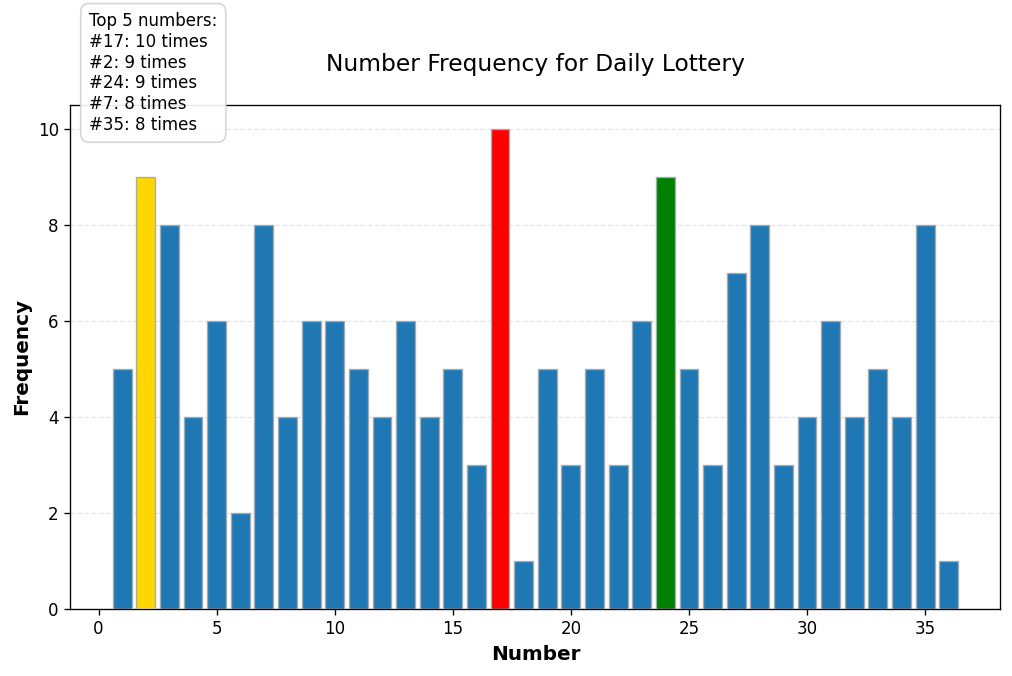 Top 5 numbers:
#17: 10 times
#2: 9 times
#24: 9 times
#7: 8 times
#35: 8 times
Number Frequency for Daily Lottery
Frequency
10
8
6
4
2
0
0 5 10 15 20 25 30 35
Number